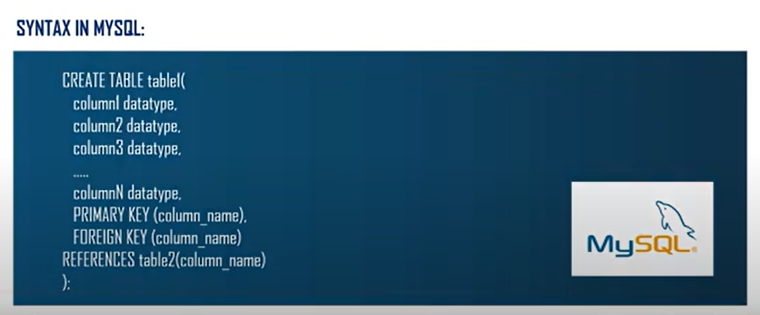 SYNTAX IN MYSQL:
CREATE TABLE table1(
column1 datatype,
column2 datatype,
column3 datatype,
.....
columnN datatype,
PRIMARY KEY (column_name),
FOREIGN KEY (column_name)
REFERENCES table2(column_name)
);
MySQL®